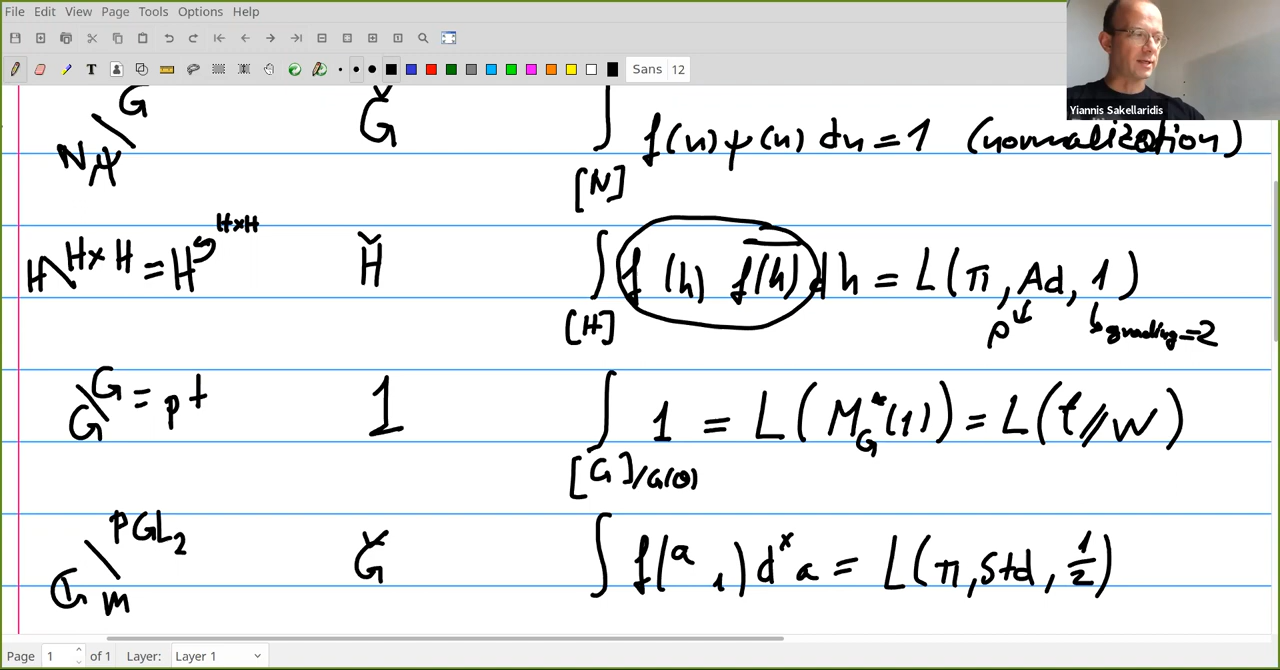 File Edit View Page Tools Options Help
Sans 12
Yiannis Sakellaridis
N,ψ\G Ǧ ∫_[N] f(n) ψ(n) dn = 1 (normalization)
H\H×H = H ↶ H×H Ȟ ∫_[H] f(h) \overline{f(h)} dh = L(π, Ad, 1)
ρ ↳ grading=2
G\G = pt 1 ∫_[G]/G(O) 1 = L(M_G^*(1)) = L(t//W)
G_m\PGL_2 Ǧ ∫ f(a 1) d^x a = L(π, Std, 1/2)
Page 1 of 1 Layer: Layer 1